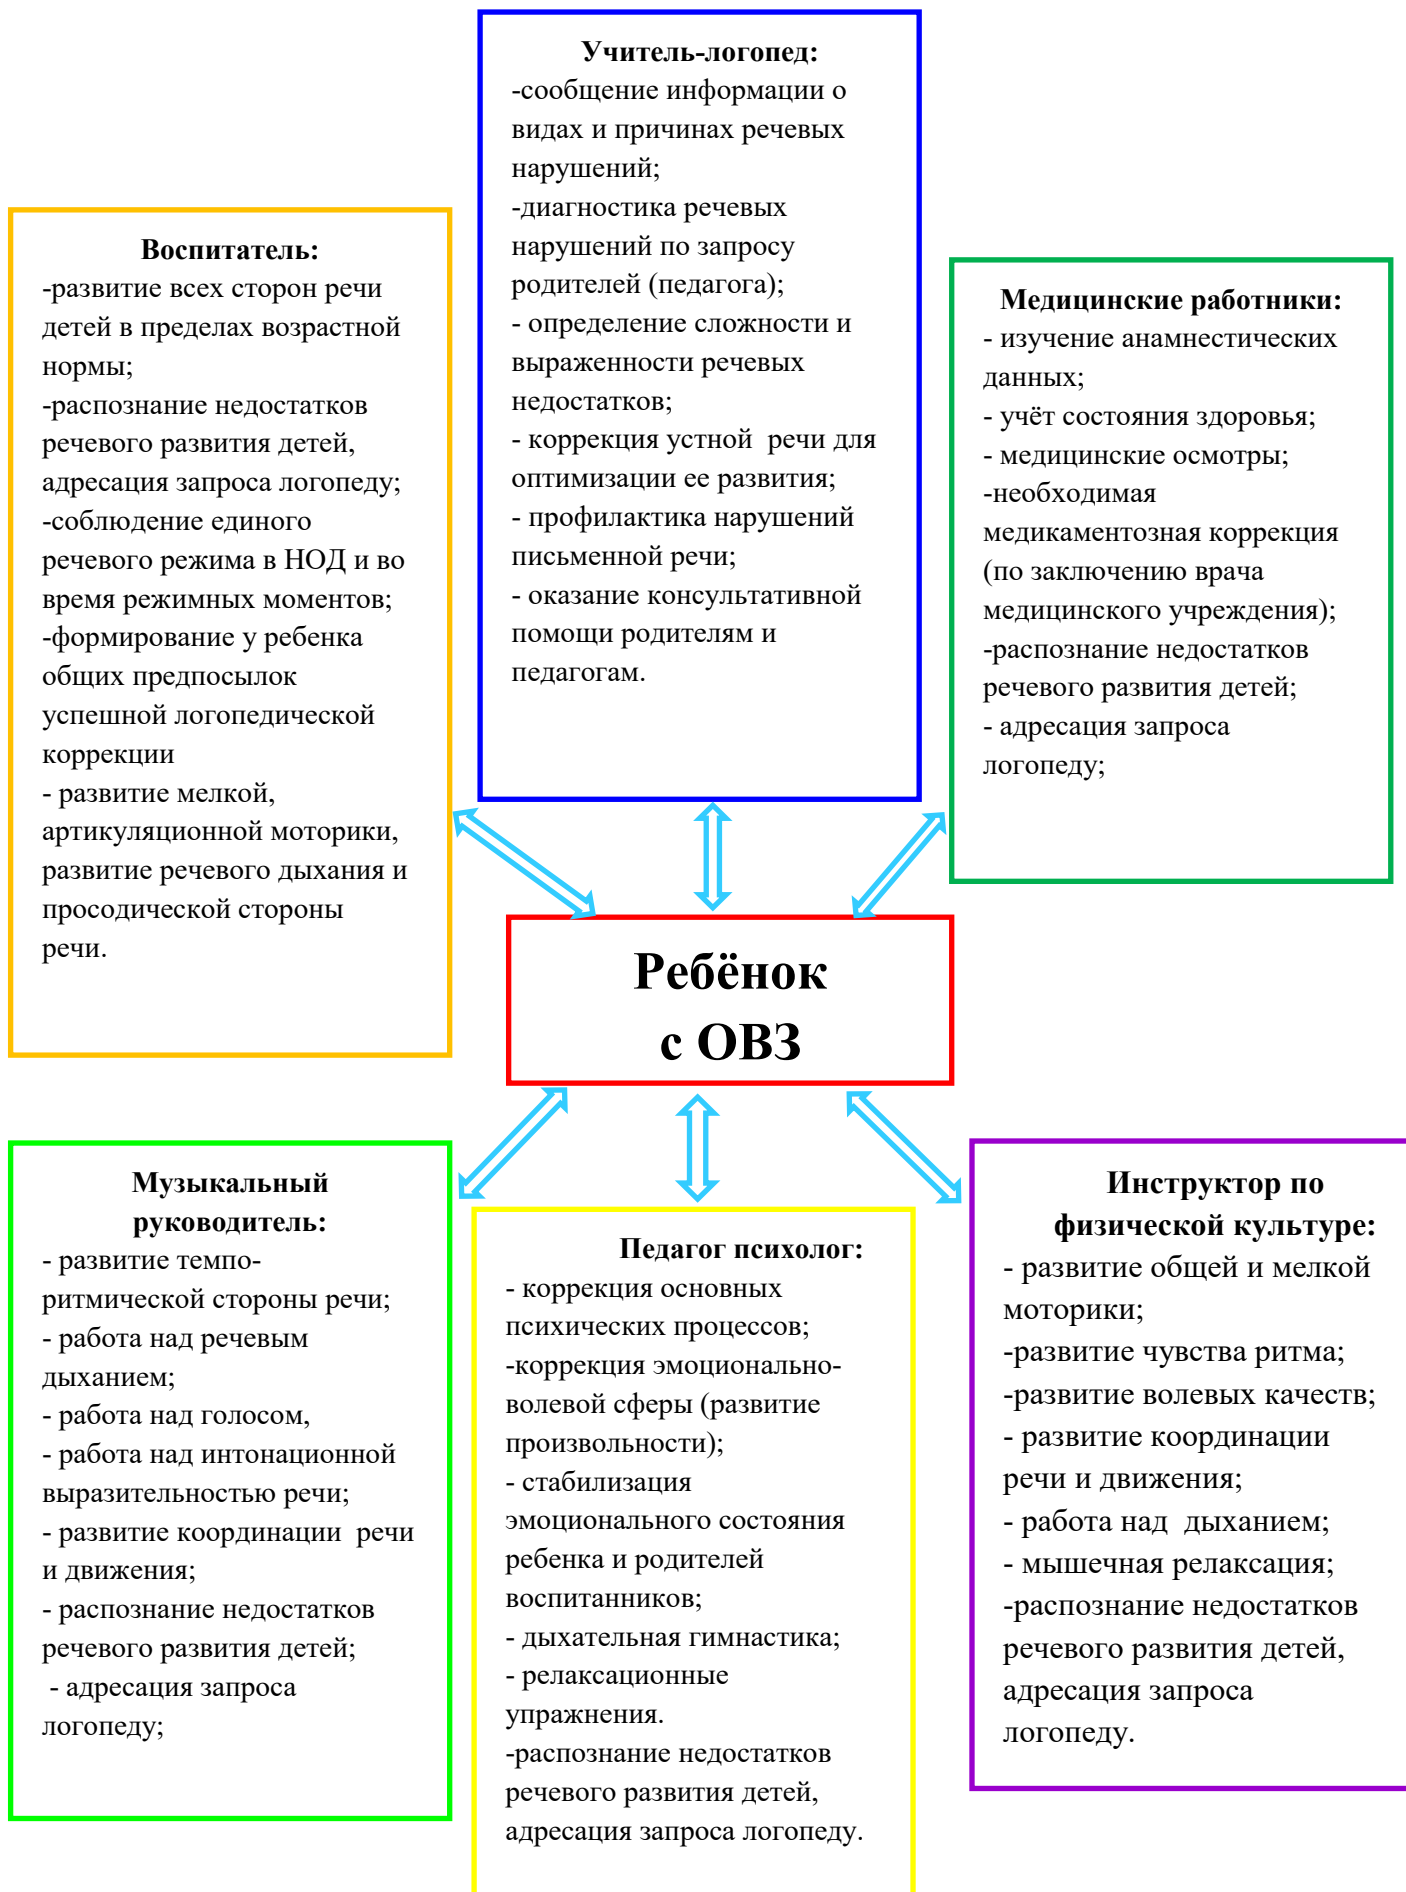 Учитель-логопед:
-сообщение информации о
видах и причинах речевых
нарушений;
-диагностика речевых
нарушений по запросу
родителей (педагога);
- определение сложности и
выраженности речевых
недостатков;
- коррекция устной  речи для
оптимизации ее развития;
- профилактика нарушений
письменной речи;
- оказание консультативной
помощи родителям и
педагогам.
Воспитатель:
-развитие всех сторон речи
детей в пределах возрастной
нормы;
-распознание недостатков
речевого развития детей,
адресация запроса логопеду;
-соблюдение единого
речевого режима в НОД и во
время режимных моментов;
-формирование у ребенка
общих предпосылок
успешной логопедической
коррекции
- развитие мелкой,
артикуляционной моторики,
развитие речевого дыхания и
просодической стороны
речи.
Медицинские работники:
- изучение анамнестических
данных;
- учёт состояния здоровья;
- медицинские осмотры;
-необходимая
медикаментозная коррекция
(по заключению врача
медицинского учреждения);
-распознание недостатков
речевого развития детей;
- адресация запроса
логопеду;
Ребёнок
с ОВЗ
Музыкальный
руководитель:
- развитие темпо-
ритмической стороны речи;
- работа над речевым
дыханием;
- работа над голосом,
- работа над интонационной
выразительностью речи;
- развитие координации  речи
и движения;
- распознание недостатков
речевого развития детей;
- адресация запроса
логопеду;
Педагог психолог:
- коррекция основных
психических процессов;
-коррекция эмоционально-
волевой сферы (развитие
произвольности);
- стабилизация
эмоционального состояния
ребенка и родителей
воспитанников;
- дыхательная гимнастика;
- релаксационные
упражнения.
-распознание недостатков
речевого развития детей,
адресация запроса логопеду.
Инструктор по
физической культуре:
- развитие общей и мелкой
моторики;
-развитие чувства ритма;
-развитие волевых качеств;
- развитие координации
речи и движения;
- работа над  дыханием;
- мышечная релаксация;
-распознание недостатков
речевого развития детей,
адресация запроса
логопеду.